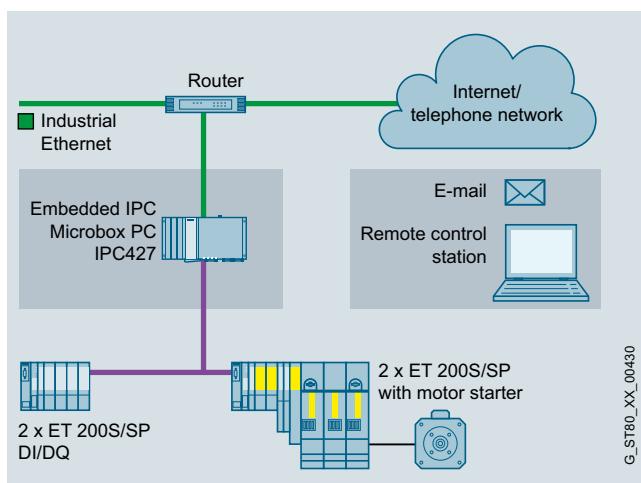 Router
Internet/
telephone network
Industrial
Ethernet
Embedded IPC
Microbox PC
IPC427
E-mail
Remote control
station
2 x ET 200S/SP
DI/DQ
2 x ET 200S/SP
with motor starter
G_ST80_XX_00430